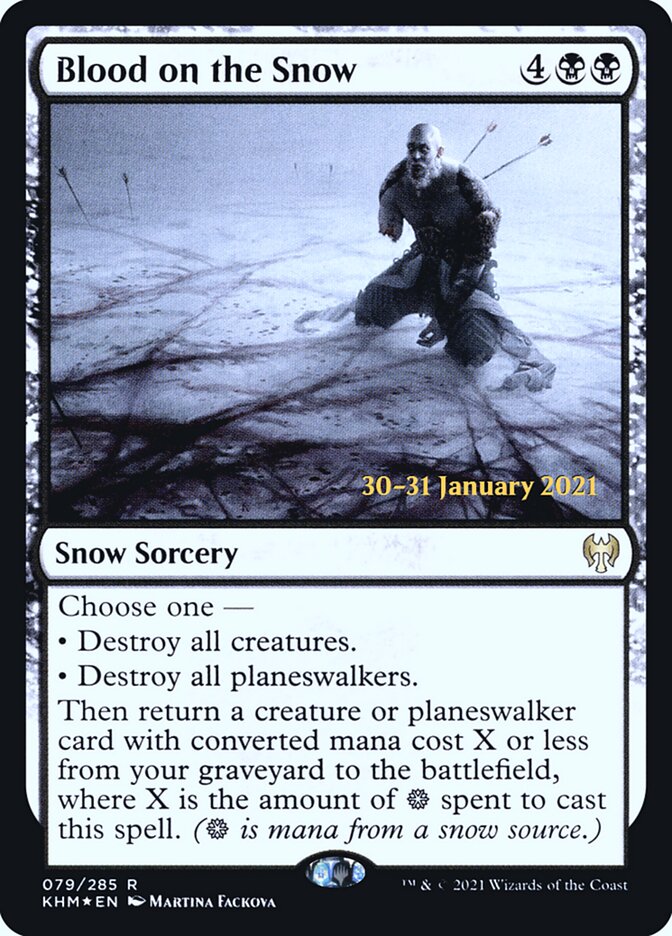 Blood on the Snow 4
30–31 January 2021
Snow Sorcery
Choose one —
• Destroy all creatures.
• Destroy all planeswalkers.
Then return a creature or planeswalker
card with converted mana cost X or less
from your graveyard to the battlefield,
where X is the amount of spent to cast
this spell. ( is mana from a snow source.)
079/285 R
KHM★EN Martina Fackova
™ & © 2021 Wizards of the Coast